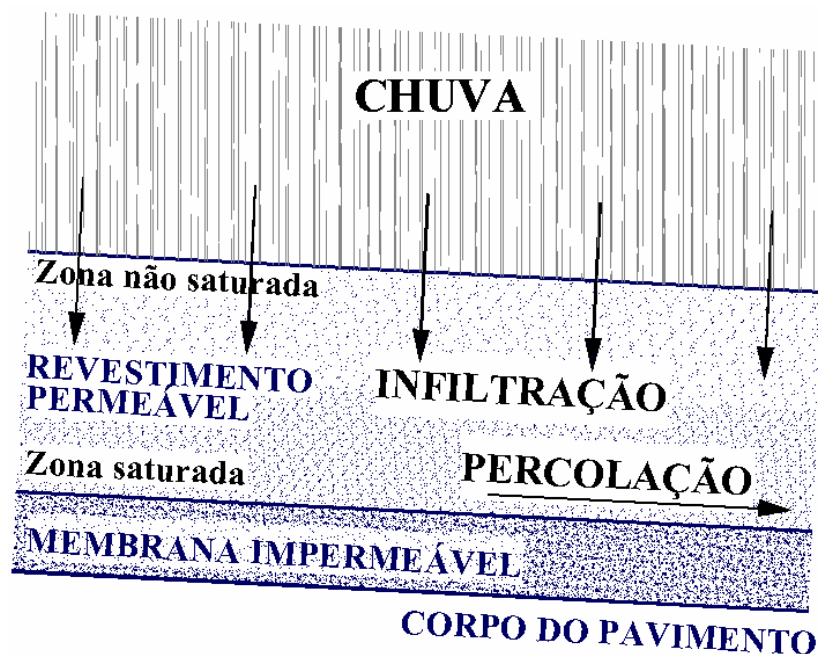 CHUVA
Zona não saturada
REVESTIMENTO
PERMEÁVEL
INFILTRAÇÃO
Zona saturada
PERCOLAÇÃO
MEMBRANA IMPERMEÁVEL
CORPO DO PAVIMENTO